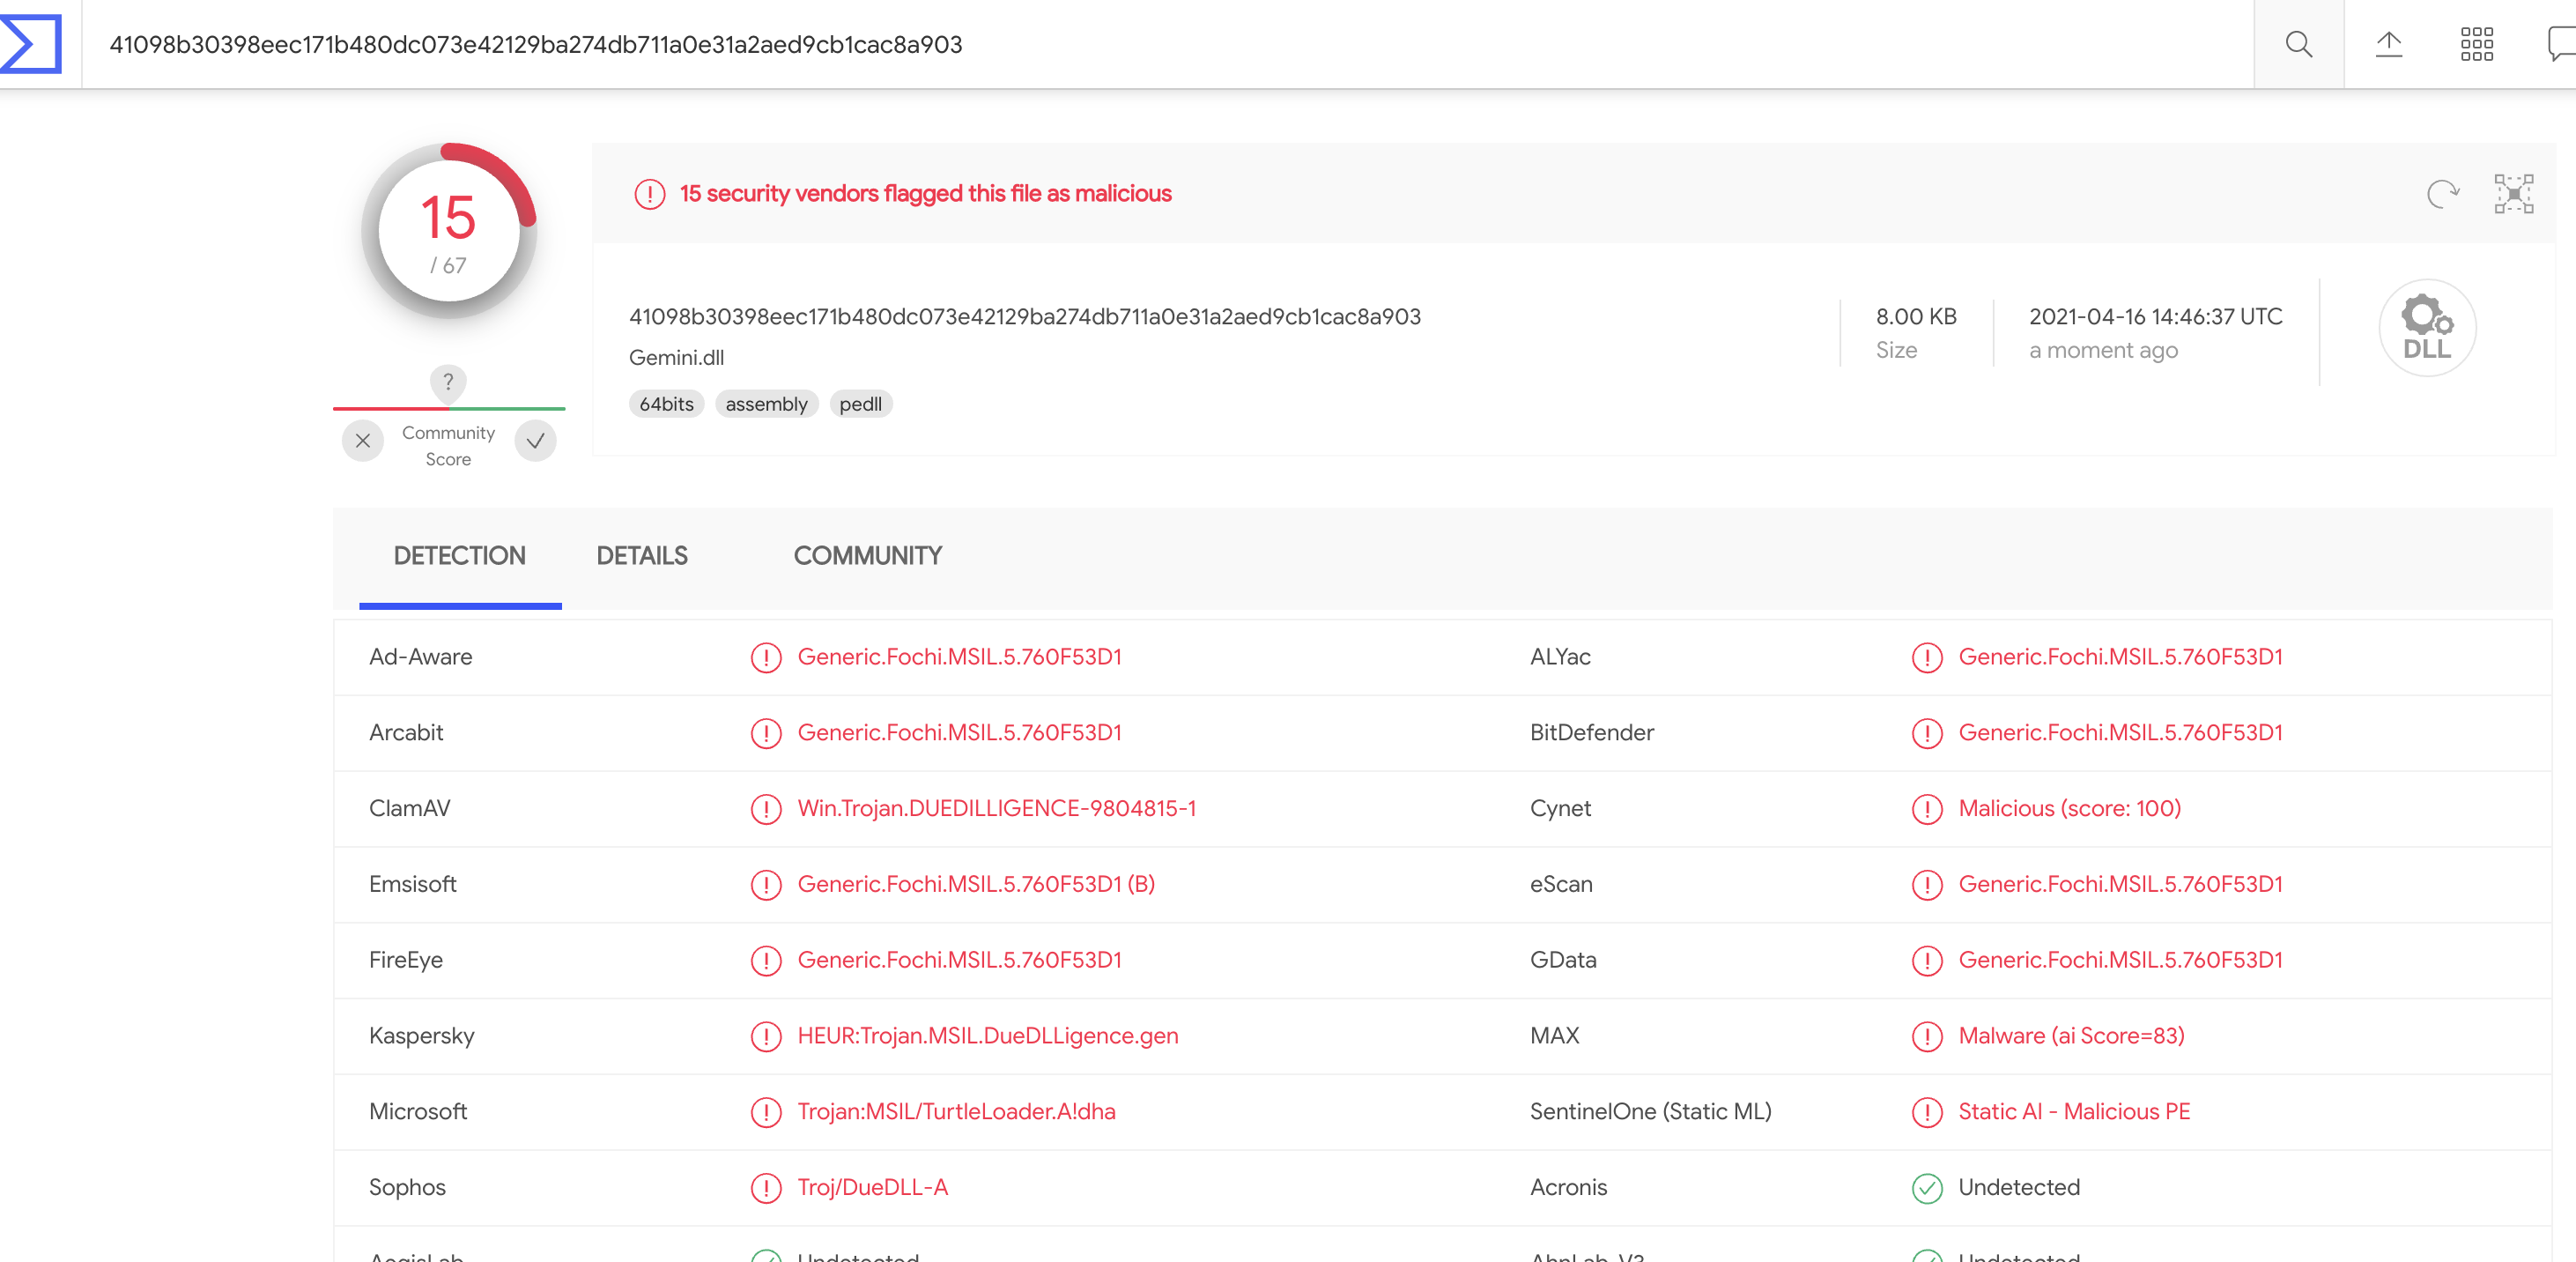 41098b30398eec171b480dc073e42129ba274db711a0e31a2aed9cb1cac8a903
15
/ 67
?
Community
Score
15 security vendors flagged this file as malicious
41098b30398eec171b480dc073e42129ba274db711a0e31a2aed9cb1cac8a903
Gemini.dll
64bits assembly pedll
8.00 KB
Size
2021-04-16 14:46:37 UTC
a moment ago
DLL
DETECTION DETAILS COMMUNITY
Ad-Aware Generic.Fochi.MSIL.5.760F53D1 ALYac Generic.Fochi.MSIL.5.760F53D1
Arcabit Generic.Fochi.MSIL.5.760F53D1 BitDefender Generic.Fochi.MSIL.5.760F53D1
ClamAV Win.Trojan.DUEDILLIGENCE-9804815-1 Cynet Malicious (score: 100)
Emsisoft Generic.Fochi.MSIL.5.760F53D1 (B) eScan Generic.Fochi.MSIL.5.760F53D1
FireEye Generic.Fochi.MSIL.5.760F53D1 GData Generic.Fochi.MSIL.5.760F53D1
Kaspersky HEUR:Trojan.MSIL.DueDLLigence.gen MAX Malware (ai Score=83)
Microsoft Trojan:MSIL/TurtleLoader.A!dha SentinelOne (Static ML) Static AI - Malicious PE
Sophos Troj/DueDLL-A Acronis Undetected
AegisLab Undetected AhnLab-V3 Undetected